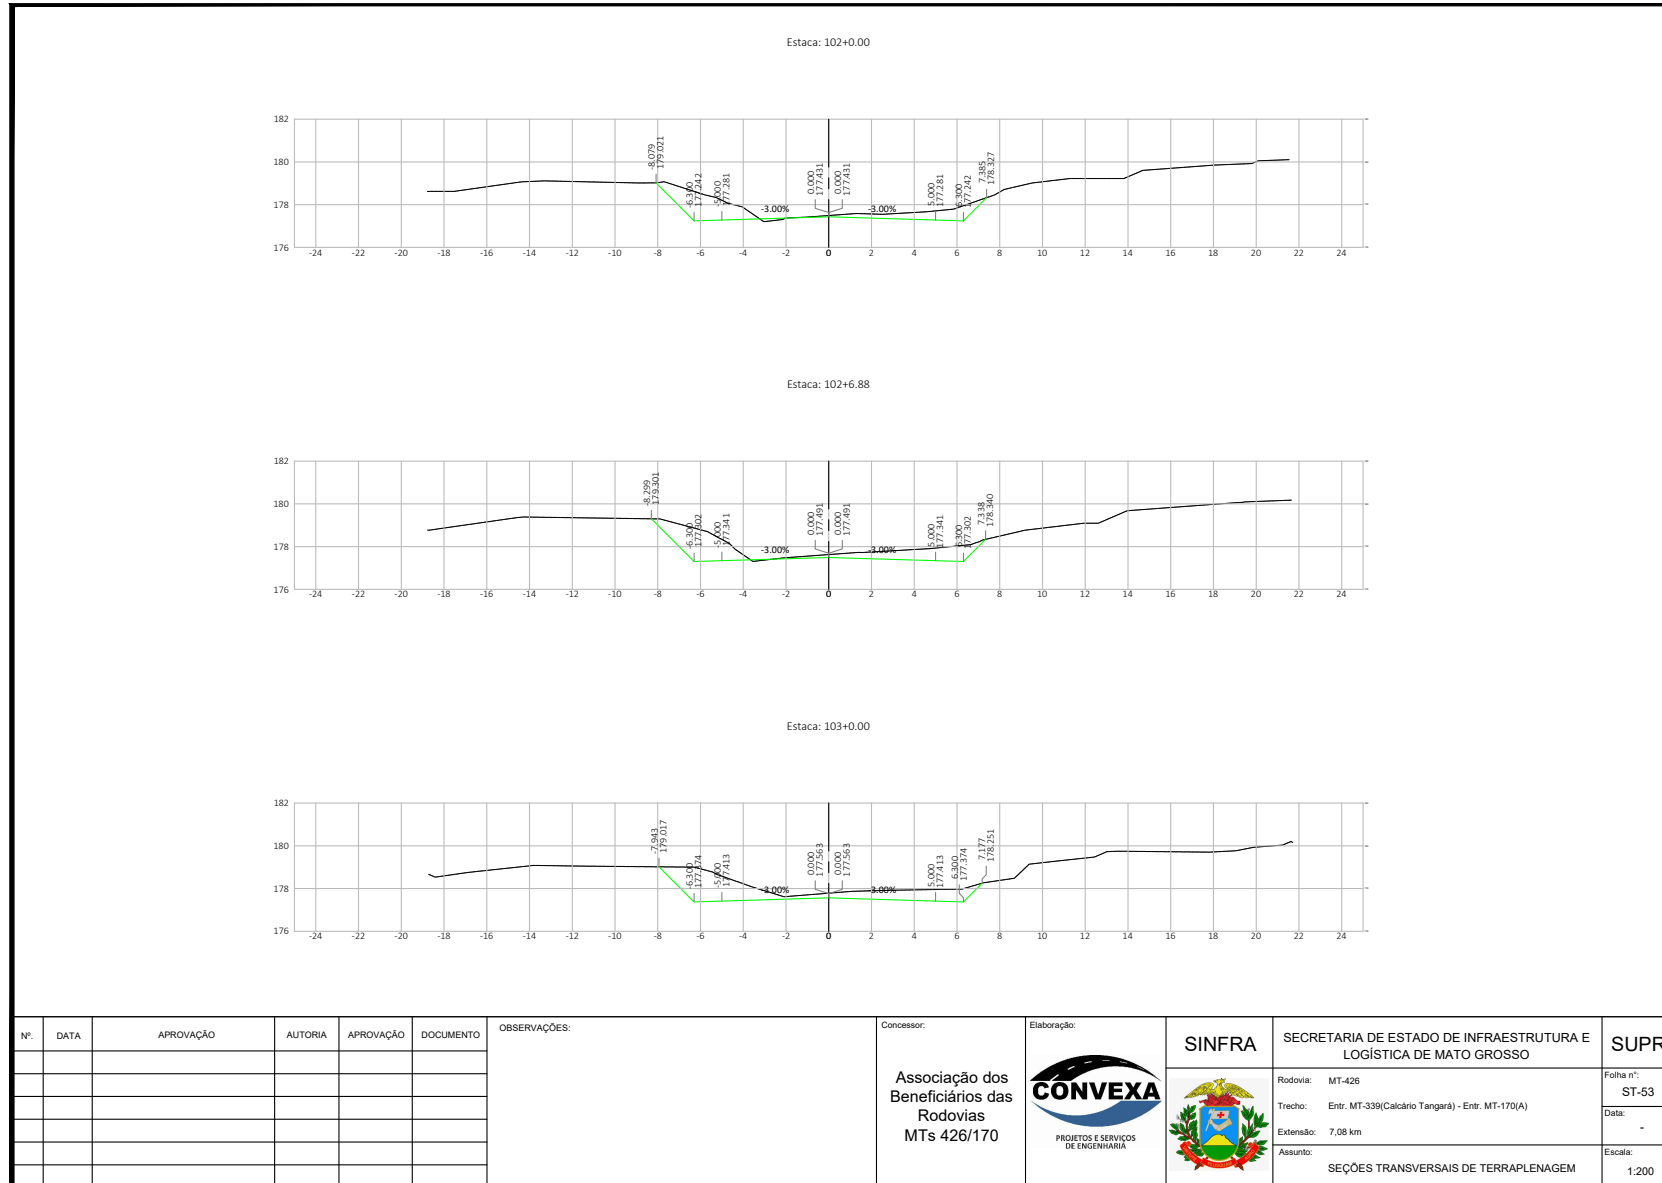 Estaca: 102+0.00
182
180
178
176
-8.079
179.021
-6.300
177.242
-5.000
177.281
-3.00%
0.000
177.431
0.000
177.431
-3.00%
5.000
177.281
6.300
177.242
7.385
178.327
-24 -22 -20 -18 -16 -14 -12 -10 -8 -6 -4 -2 0 2 4 6 8 10 12 14 16 18 20 22 24
Estaca: 102+6.88
182
180
178
176
-8.299
179.301
-6.300
177.302
-5.000
177.341
-3.00%
0.000
177.491
0.000
177.491
-3.00%
5.000
177.341
6.300
177.302
7.338
178.340
-24 -22 -20 -18 -16 -14 -12 -10 -8 -6 -4 -2 0 2 4 6 8 10 12 14 16 18 20 22 24
Estaca: 103+0.00
182
180
178
176
-7.943
179.017
-6.300
177.374
-5.000
177.413
-3.00%
0.000
177.563
0.000
177.563
-3.00%
5.000
177.413
6.300
177.374
7.177
178.251
-24 -22 -20 -18 -16 -14 -12 -10 -8 -6 -4 -2 0 2 4 6 8 10 12 14 16 18 20 22 24
Nº. DATA APROVAÇÃO AUTORIA APROVAÇÃO DOCUMENTO
OBSERVAÇÕES:
Concessor:
Associação dos
Beneficiários das
Rodovias
MTs 426/170
Elaboração:
CONVEXA
PROJETOS E SERVIÇOS
DE ENGENHARIA
SINFRA
SECRETARIA DE ESTADO DE INFRAESTRUTURA E
LOGÍSTICA DE MATO GROSSO
Rodovia: MT-426
Trecho: Entr. MT-339(Calcário Tangará) - Entr. MT-170(A)
Extensão: 7,08 km
Assunto:
SEÇÕES TRANSVERSAIS DE TERRAPLENAGEM
SUPR
Folha n°:
ST-53
Data:
-
Escala:
1:200